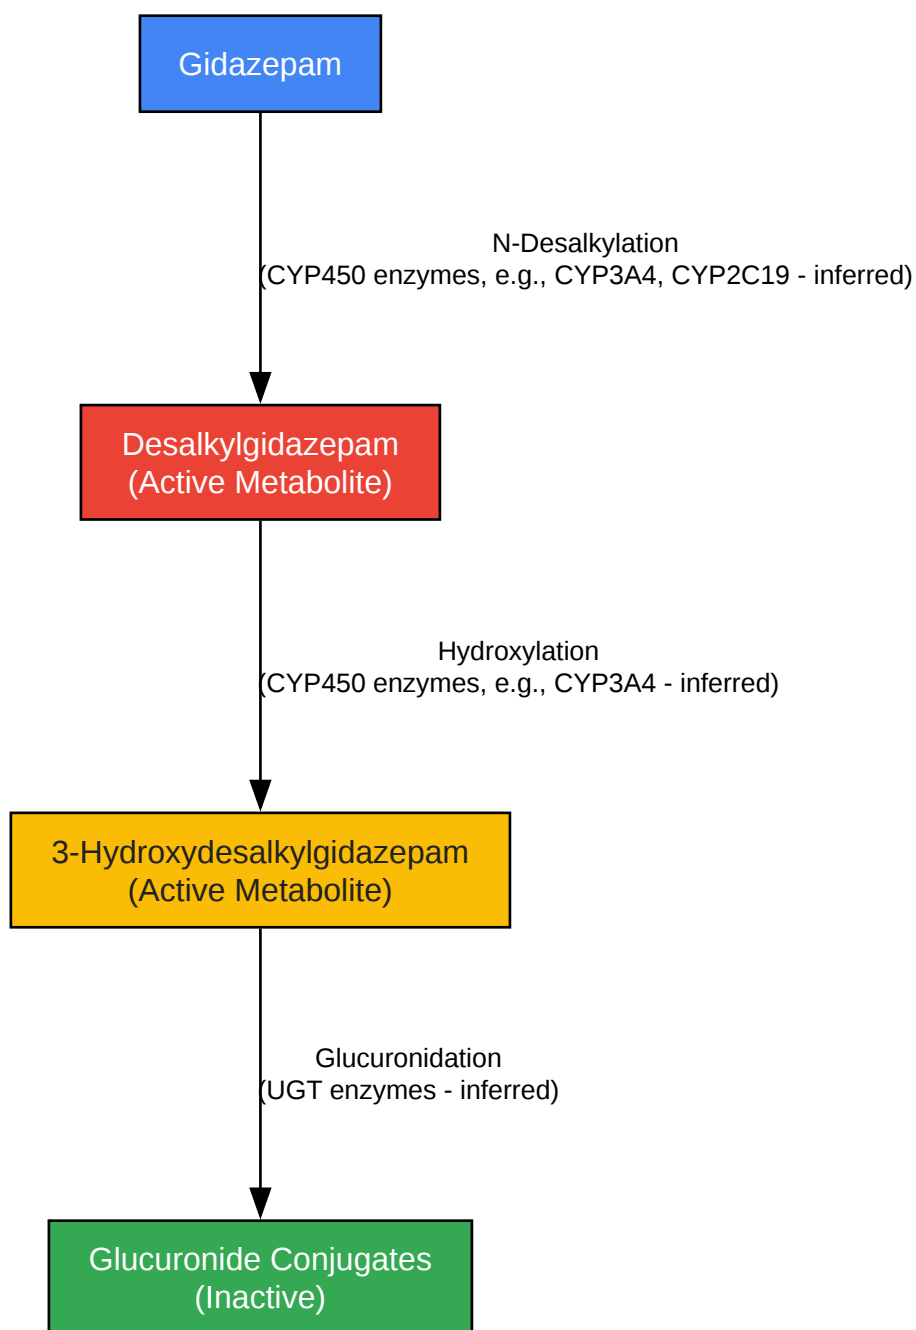 Gidazepam
N-Desalkylation
(CYP450 enzymes, e.g., CYP3A4, CYP2C19 - inferred)
Desalkylgidazepam
(Active Metabolite)
Hydroxylation
(CYP450 enzymes, e.g., CYP3A4 - inferred)
3-Hydroxydesalkylgidazepam
(Active Metabolite)
Glucuronidation
(UGT enzymes - inferred)
Glucuronide Conjugates
(Inactive)